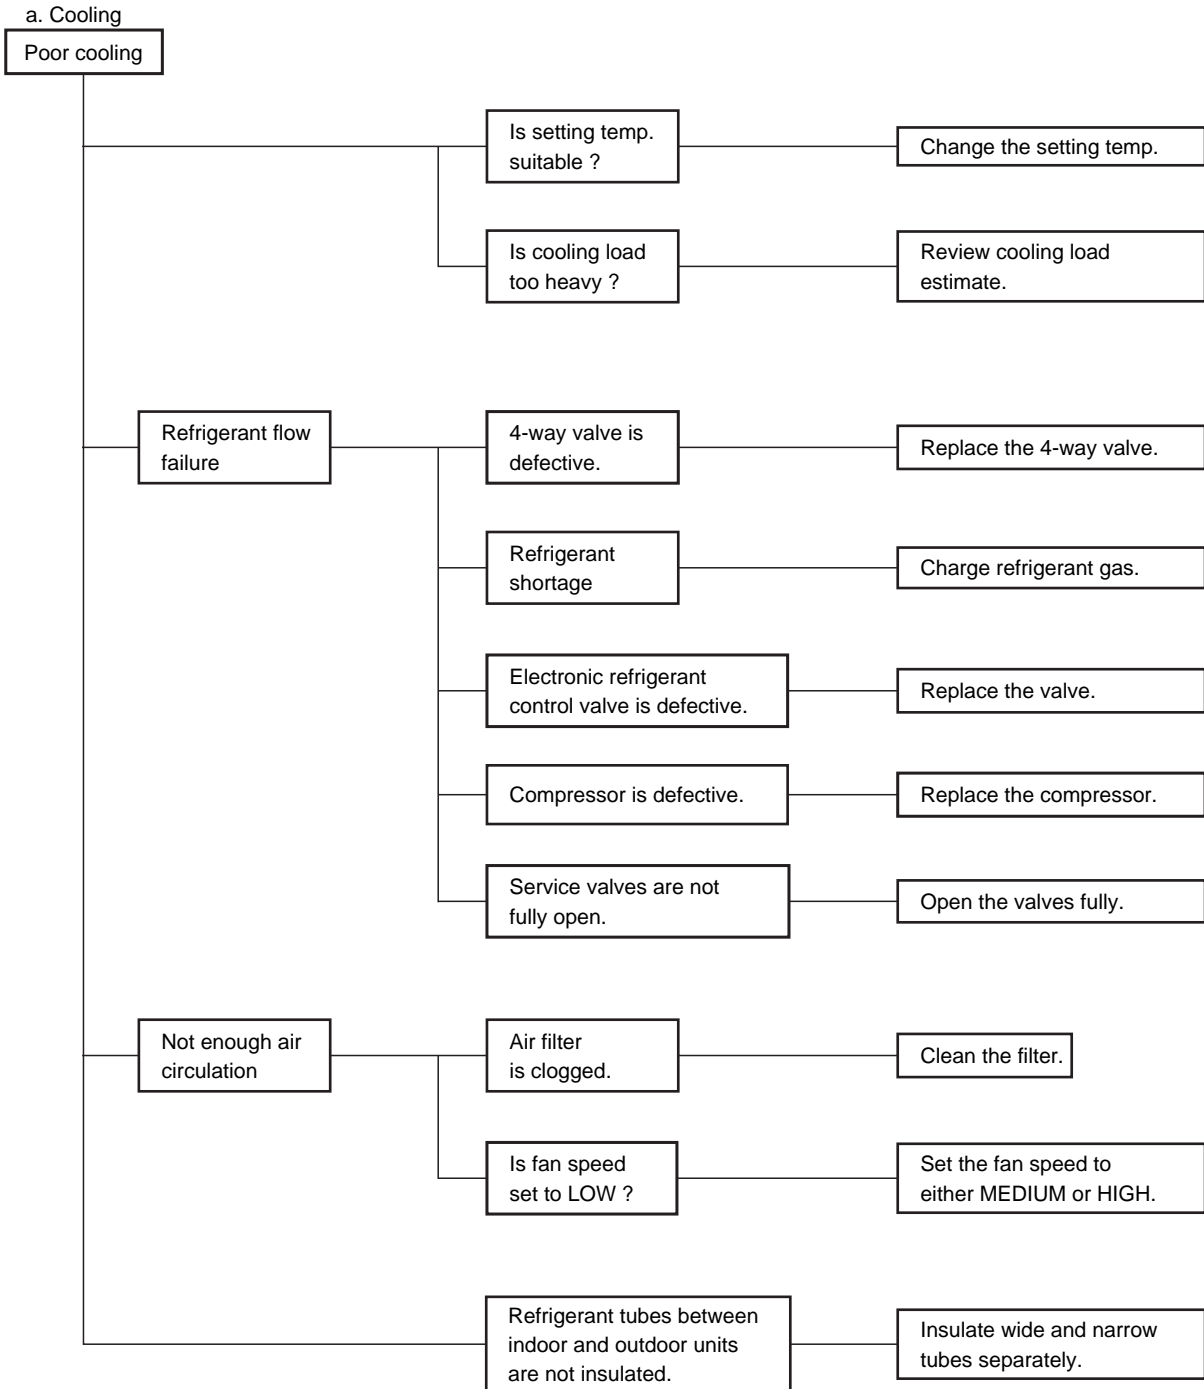 a. Cooling
Poor cooling
Is setting temp.
suitable ?
Change the setting temp.
Is cooling load
too heavy ?
Review cooling load
estimate.
Refrigerant flow
failure
4-way valve is
defective.
Replace the 4-way valve.
Refrigerant
shortage
Charge refrigerant gas.
Electronic refrigerant
control valve is defective.
Replace the valve.
Compressor is defective.
Replace the compressor.
Service valves are not
fully open.
Open the valves fully.
Not enough air
circulation
Air filter
is clogged.
Clean the filter.
Is fan speed
set to LOW ?
Set the fan speed to
either MEDIUM or HIGH.
Refrigerant tubes between
indoor and outdoor units
are not insulated.
Insulate wide and narrow
tubes separately.